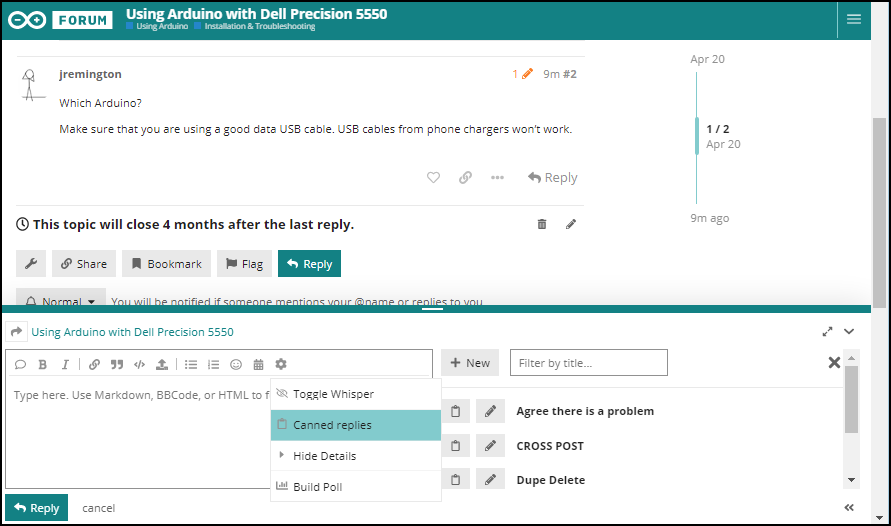 FORUM
Using Arduino with Dell Precision 5550
Using Arduino Installation & Troubleshooting
jremington
1 9m #2
Which Arduino?
Make sure that you are using a good data USB cable. USB cables from phone chargers won't work.
Reply
Apr 20
1 / 2
Apr 20
9m ago
This topic will close 4 months after the last reply.
Share
Bookmark
Flag
Reply
Normal
You will be notified if someone mentions your @name or replies to you
Using Arduino with Dell Precision 5550
B I
Type here. Use Markdown, BBCode, or HTML to f
Toggle Whisper
Canned replies
Hide Details
Build Poll
+ New
Filter by title...
Agree there is a problem
CROSS POST
Dupe Delete
Reply
cancel